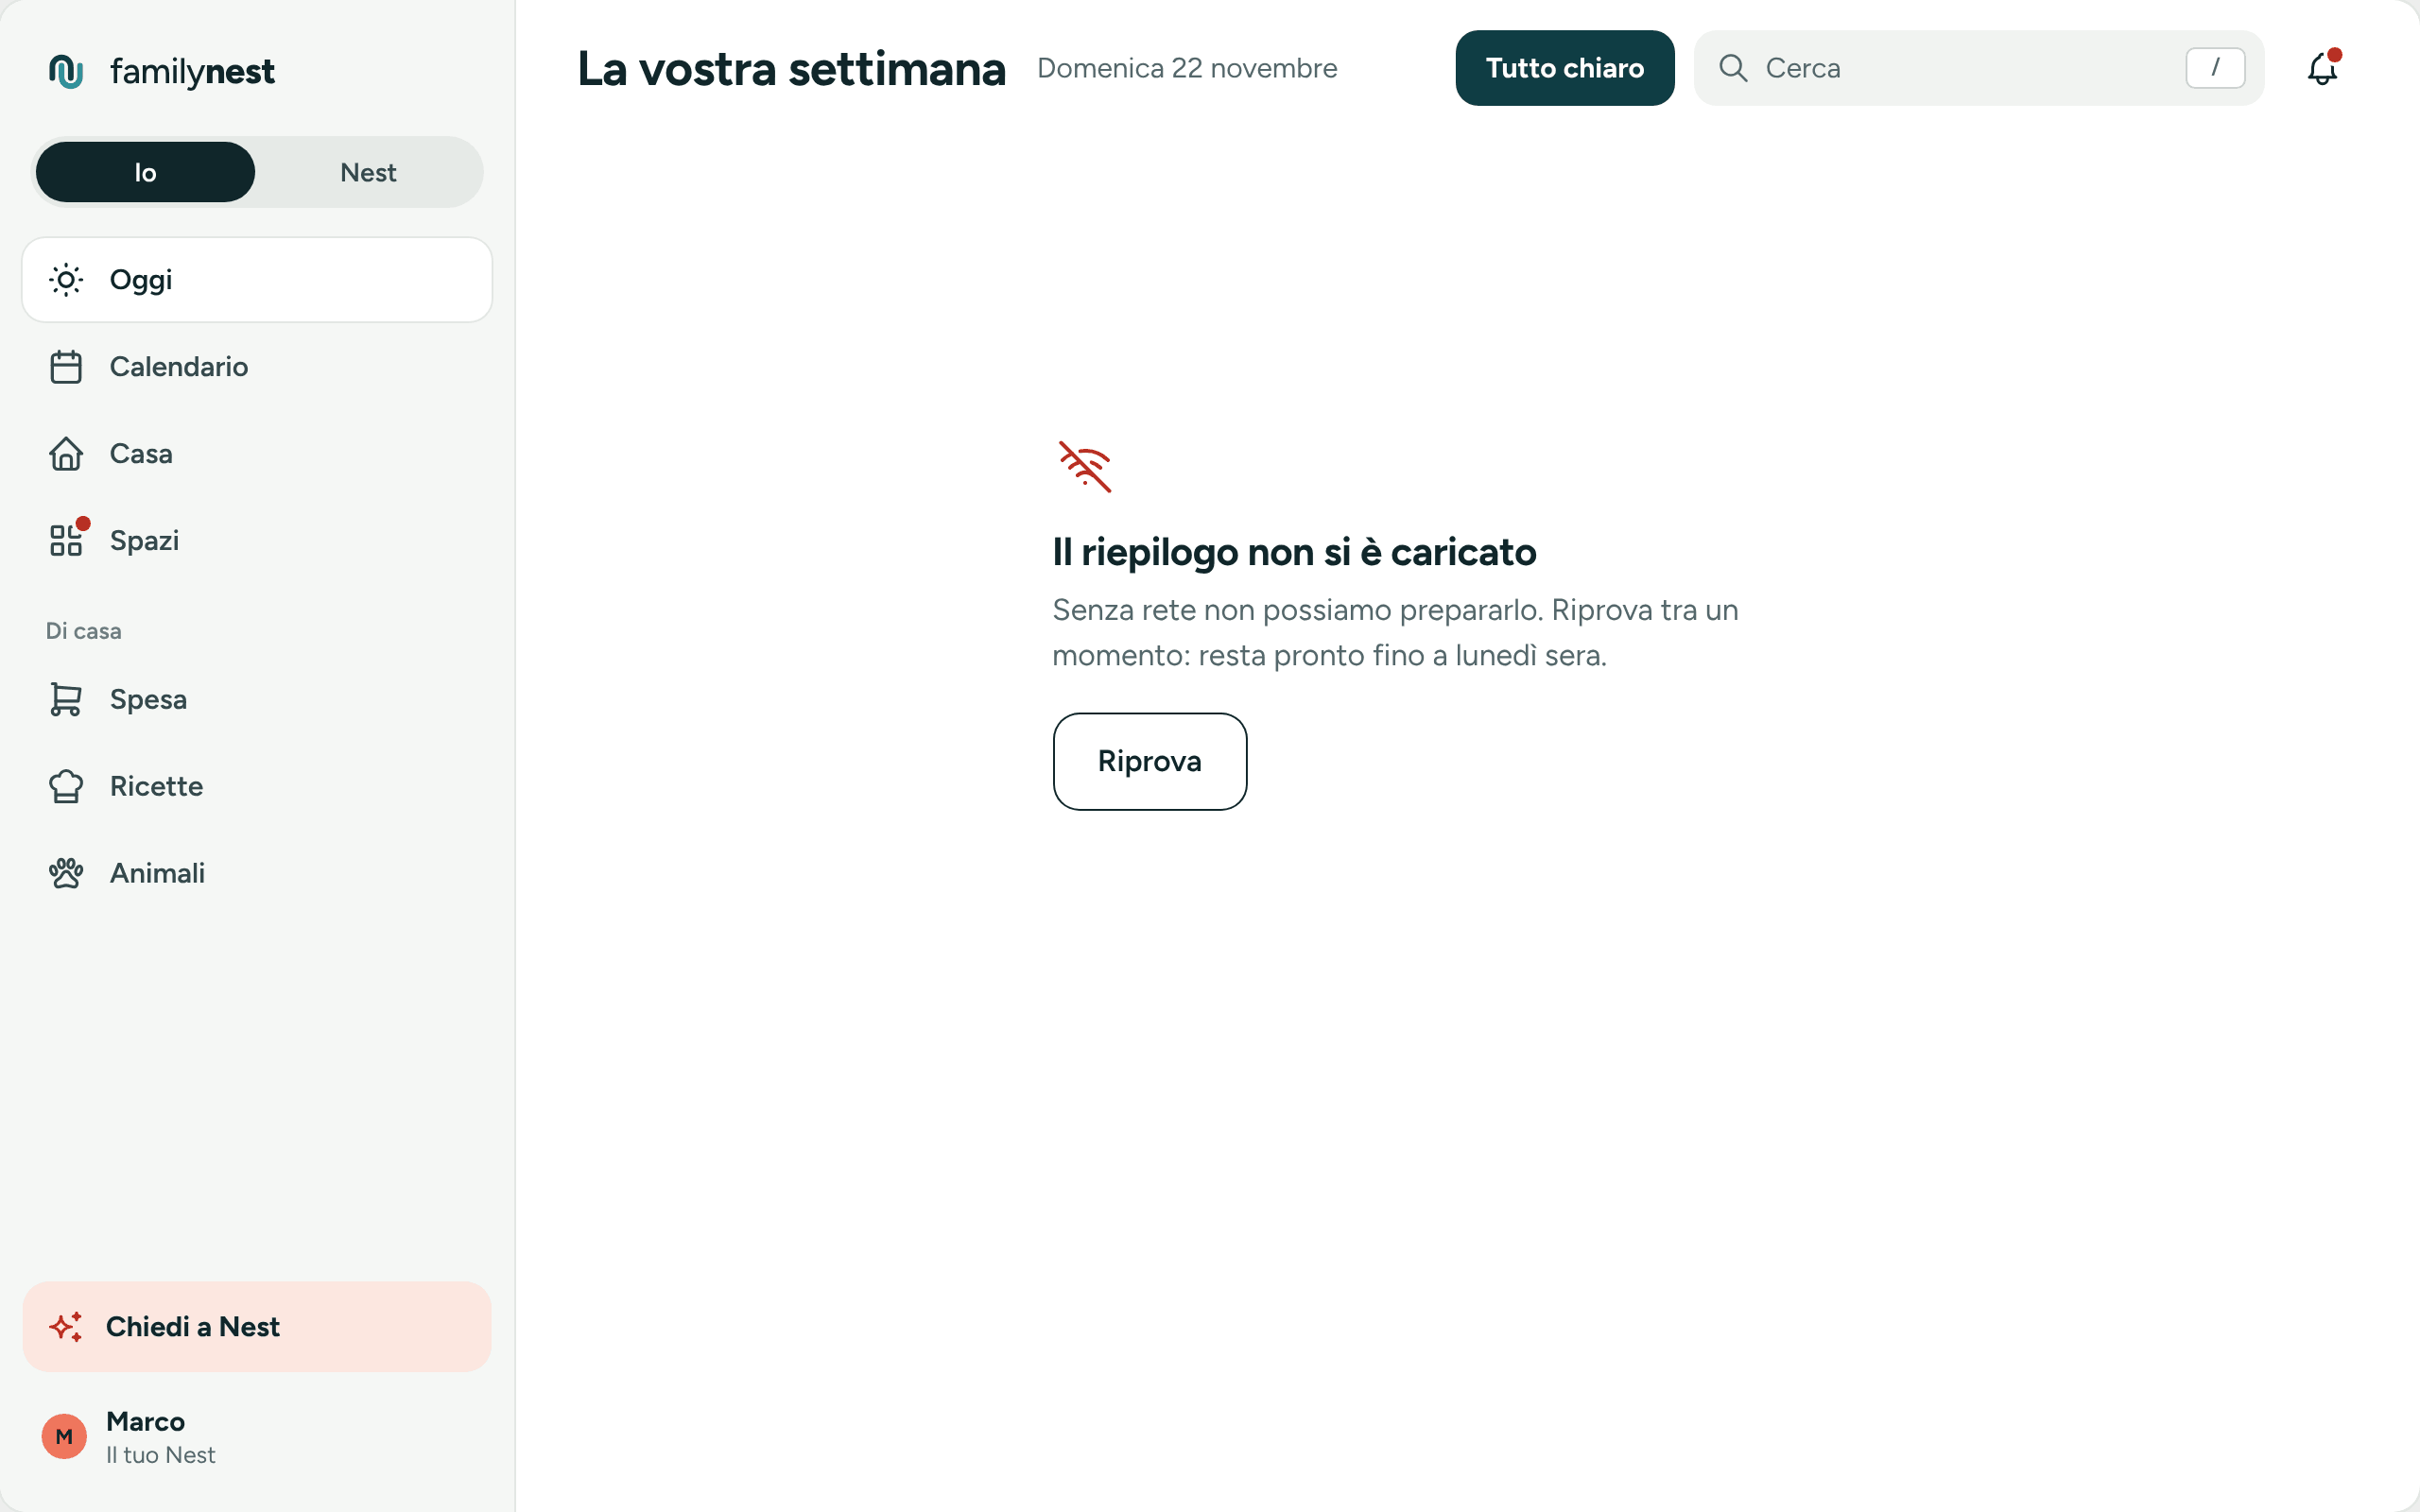 familynest
Io
Nest
Oggi
Calendario
Casa
Spazi
Di casa
Spesa
Ricette
Animali
Chiedi a Nest
M
Marco
Il tuo Nest
La vostra settimana
Domenica 22 novembre
Tutto chiaro
Cerca
/
Il riepilogo non si è caricato
Senza rete non possiamo prepararlo. Riprova tra un
momento: resta pronto fino a lunedì sera.
Riprova